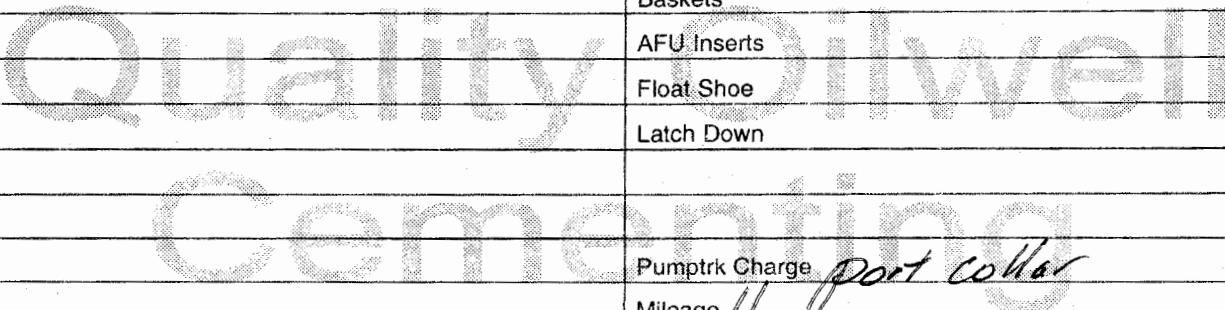 Baskets
Quality Oilwell
AFU Inserts
Float Shoe
Latch Down
Cementing
Pumptrk Charge port collar
Mileage